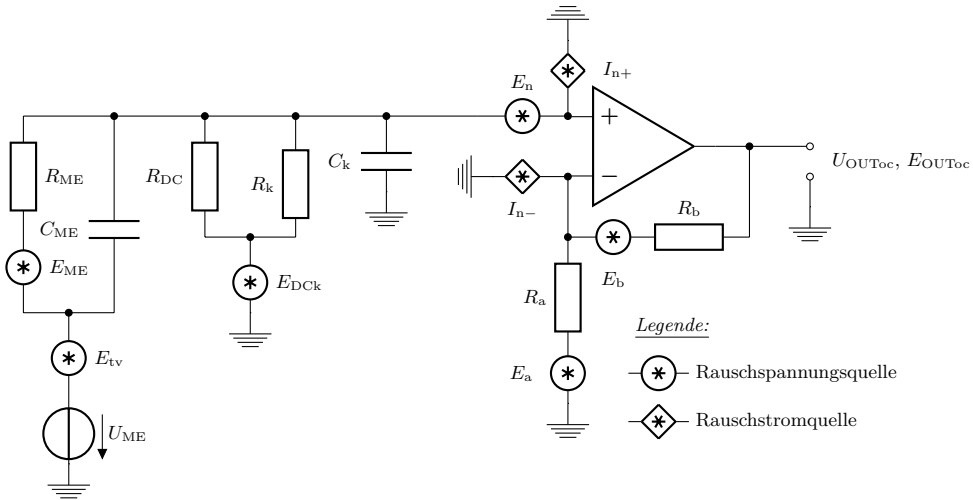 I_n+
E_n
+
R_ME
R_DC
R_k
C_k
−
U_OUToc, E_OUToc
I_n−
R_b
C_ME
E_ME
E_DCk
E_b
R_a
Legende:
E_tv
E_a
Rauschspannungsquelle
Rauschstromquelle
U_ME